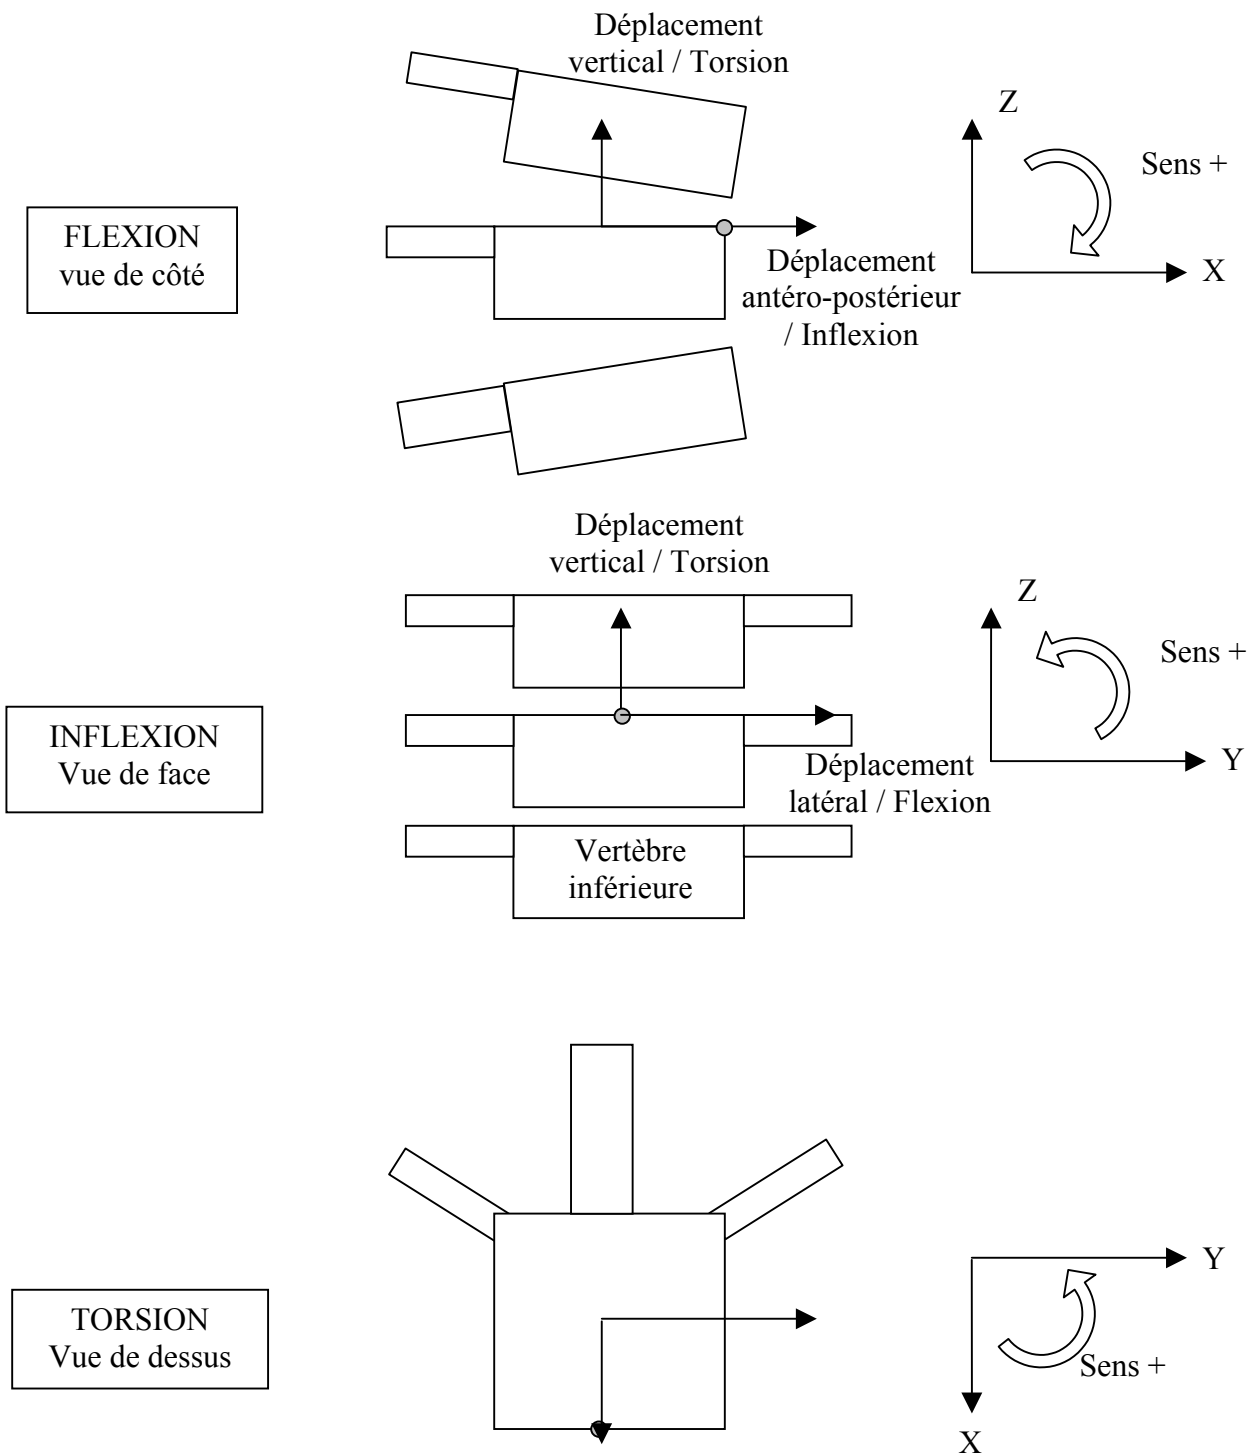 Déplacement
vertical / Torsion
Z
Sens +
FLEXION
vue de côté
X
Déplacement
antéro-postérieur
/ Inflexion
Déplacement
vertical / Torsion
Z
Sens +
INFLEXION
Vue de face
Y
Déplacement
latéral / Flexion
Vertèbre
inférieure
Y
TORSION
Vue de dessus
Sens +
X